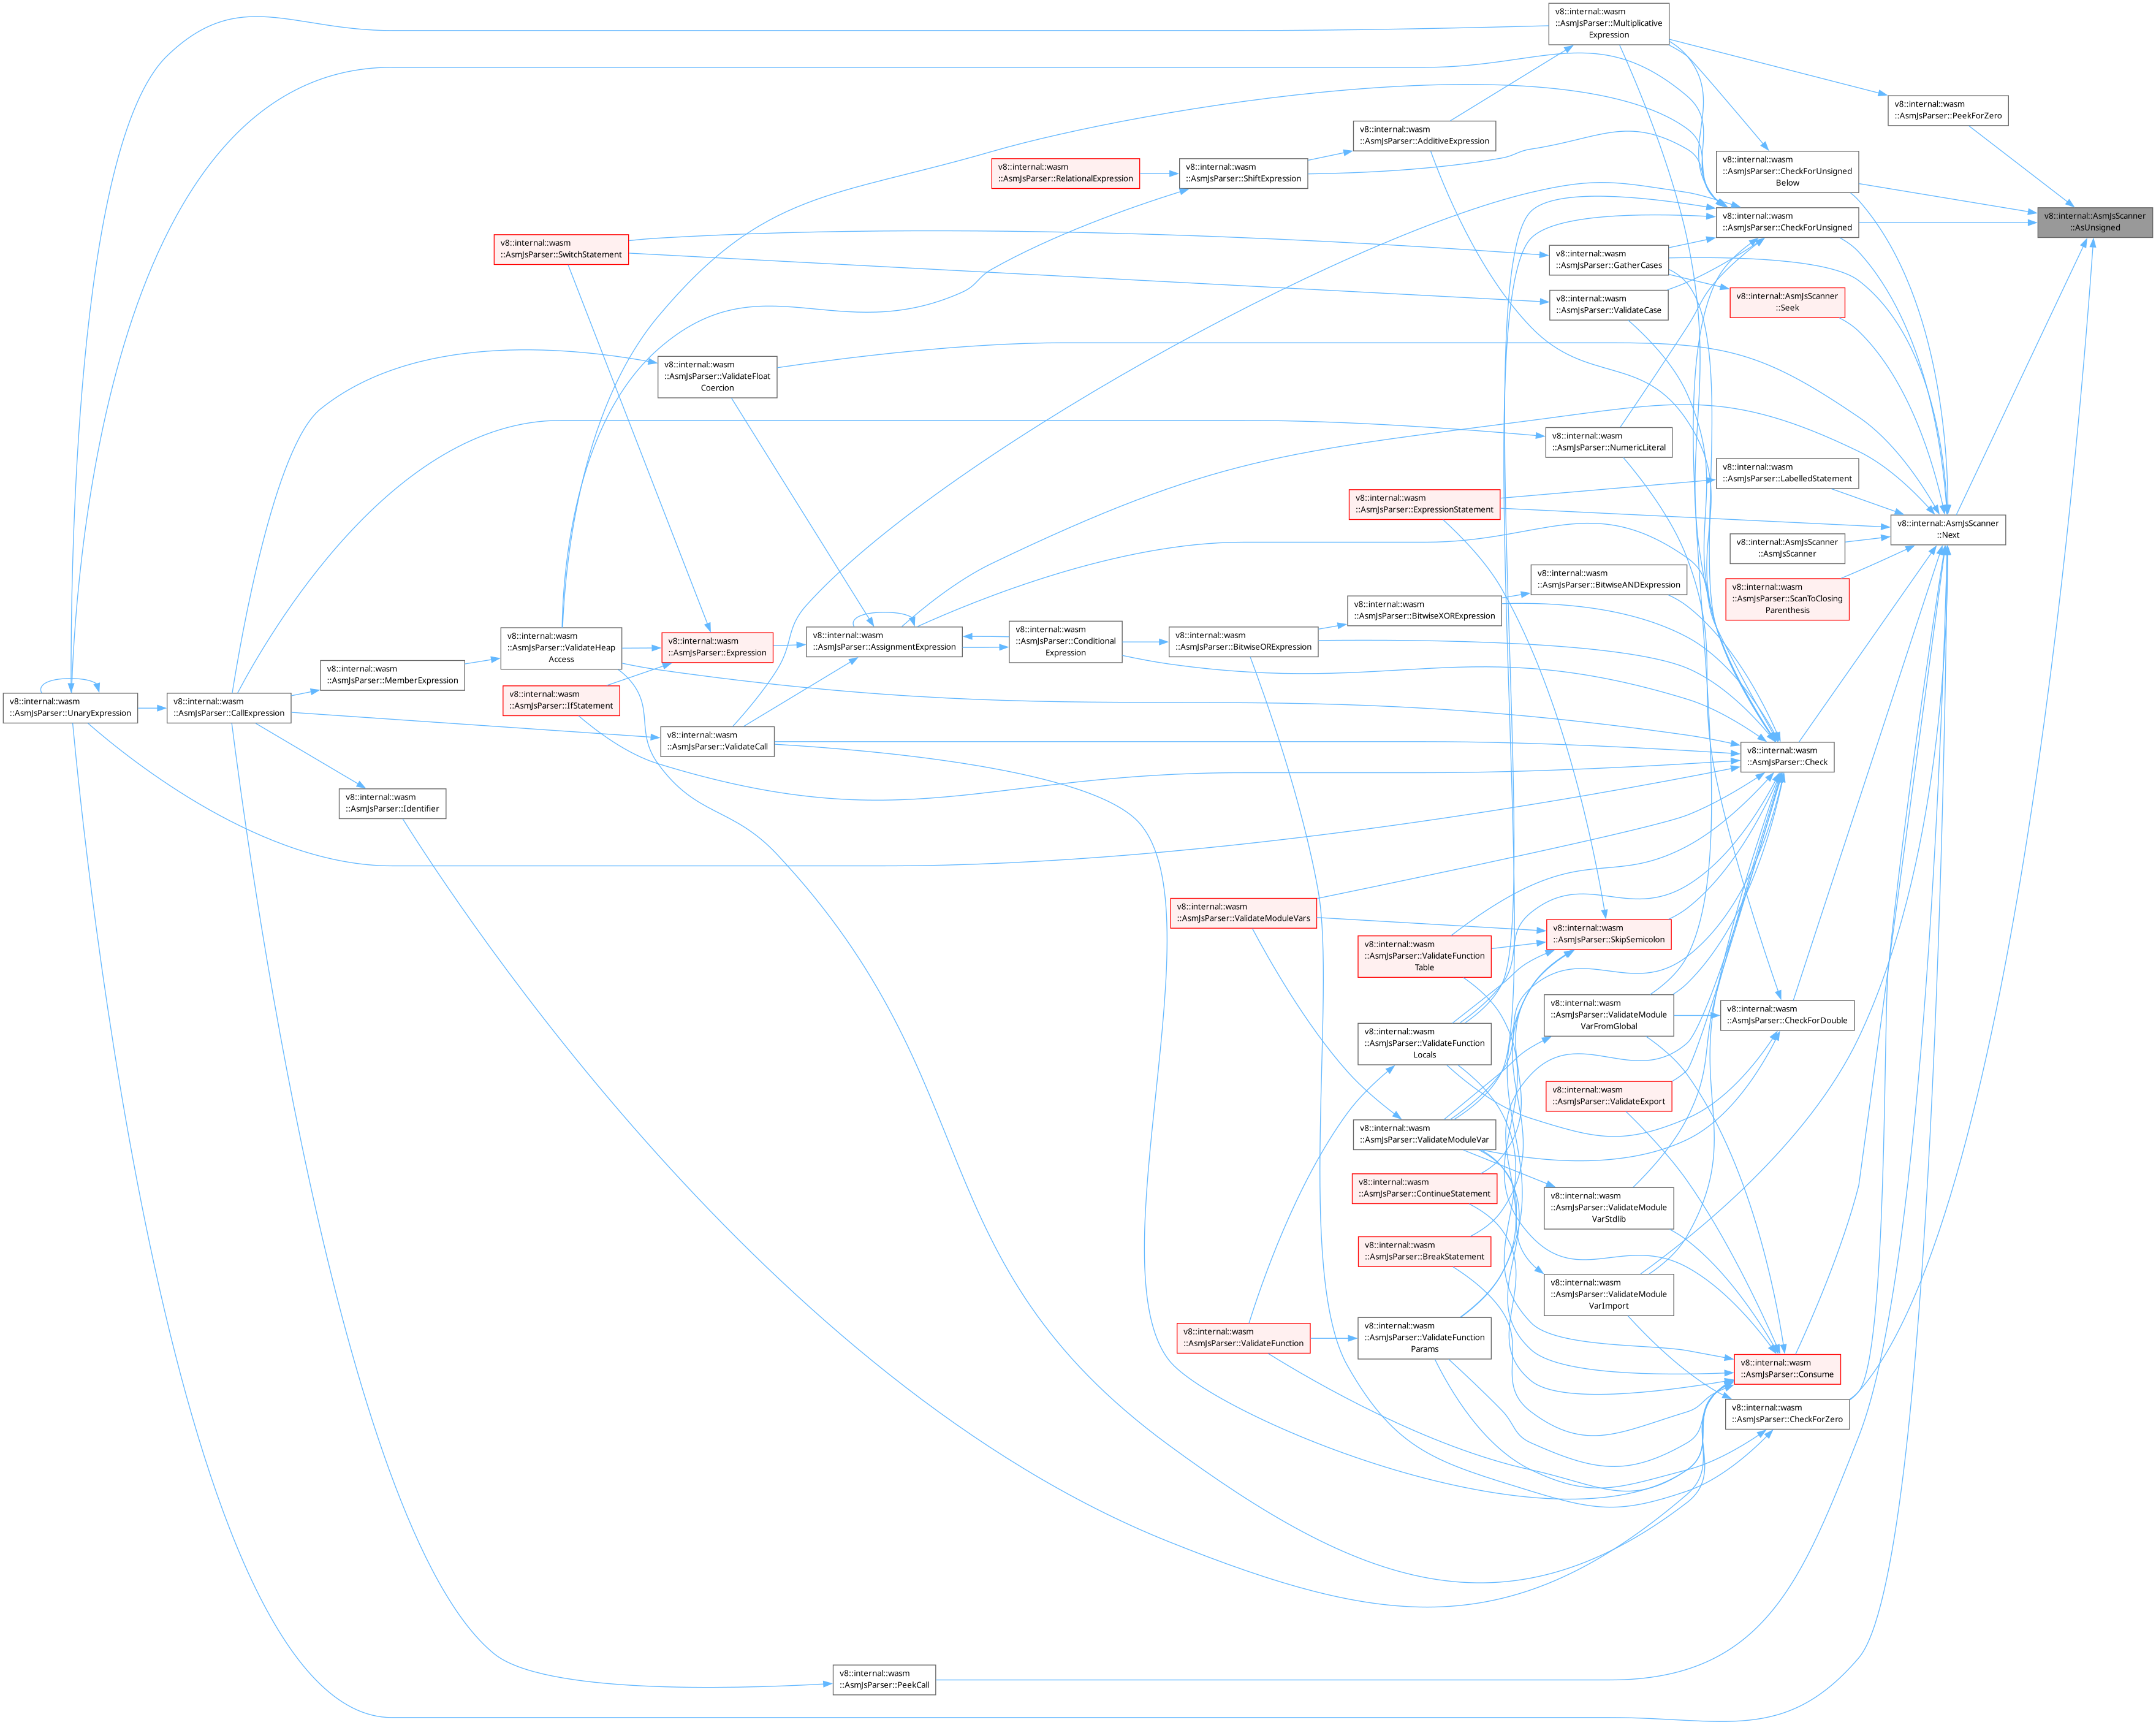 v8::internal::wasm
::AsmJsParser::Multiplicative
Expression
v8::internal::wasm
::AsmJsParser::PeekForZero
v8::internal::wasm
::AsmJsParser::AdditiveExpression
v8::internal::wasm
::AsmJsParser::CheckForUnsigned
Below
v8::internal::wasm
::AsmJsParser::RelationalExpression
v8::internal::wasm
::AsmJsParser::ShiftExpression
v8::internal::wasm
::AsmJsParser::CheckForUnsigned
v8::internal::AsmJsScanner
::AsUnsigned
v8::internal::wasm
::AsmJsParser::SwitchStatement
v8::internal::wasm
::AsmJsParser::GatherCases
v8::internal::wasm
::AsmJsParser::ValidateCase
v8::internal::AsmJsScanner
::Seek
v8::internal::wasm
::AsmJsParser::ValidateFloat
Coercion
v8::internal::wasm
::AsmJsParser::NumericLiteral
v8::internal::wasm
::AsmJsParser::LabelledStatement
v8::internal::wasm
::AsmJsParser::ExpressionStatement
v8::internal::AsmJsScanner
::Next
v8::internal::AsmJsScanner
::AsmJsScanner
v8::internal::wasm
::AsmJsParser::BitwiseANDExpression
v8::internal::wasm
::AsmJsParser::ScanToClosing
Parenthesis
v8::internal::wasm
::AsmJsParser::BitwiseXORExpression
v8::internal::wasm
::AsmJsParser::ValidateHeap
Access
v8::internal::wasm
::AsmJsParser::Expression
v8::internal::wasm
::AsmJsParser::AssignmentExpression
v8::internal::wasm
::AsmJsParser::Conditional
Expression
v8::internal::wasm
::AsmJsParser::BitwiseORExpression
v8::internal::wasm
::AsmJsParser::MemberExpression
v8::internal::wasm
::AsmJsParser::UnaryExpression
v8::internal::wasm
::AsmJsParser::CallExpression
v8::internal::wasm
::AsmJsParser::IfStatement
v8::internal::wasm
::AsmJsParser::ValidateCall
v8::internal::wasm
::AsmJsParser::Check
v8::internal::wasm
::AsmJsParser::Identifier
v8::internal::wasm
::AsmJsParser::ValidateModuleVars
v8::internal::wasm
::AsmJsParser::SkipSemicolon
v8::internal::wasm
::AsmJsParser::ValidateFunction
Table
v8::internal::wasm
::AsmJsParser::ValidateModule
VarFromGlobal
v8::internal::wasm
::AsmJsParser::CheckForDouble
v8::internal::wasm
::AsmJsParser::ValidateFunction
Locals
v8::internal::wasm
::AsmJsParser::ValidateExport
v8::internal::wasm
::AsmJsParser::ValidateModuleVar
v8::internal::wasm
::AsmJsParser::ContinueStatement
v8::internal::wasm
::AsmJsParser::ValidateModule
VarStdlib
v8::internal::wasm
::AsmJsParser::BreakStatement
v8::internal::wasm
::AsmJsParser::ValidateModule
VarImport
v8::internal::wasm
::AsmJsParser::ValidateFunction
v8::internal::wasm
::AsmJsParser::ValidateFunction
Params
v8::internal::wasm
::AsmJsParser::Consume
v8::internal::wasm
::AsmJsParser::CheckForZero
v8::internal::wasm
::AsmJsParser::PeekCall